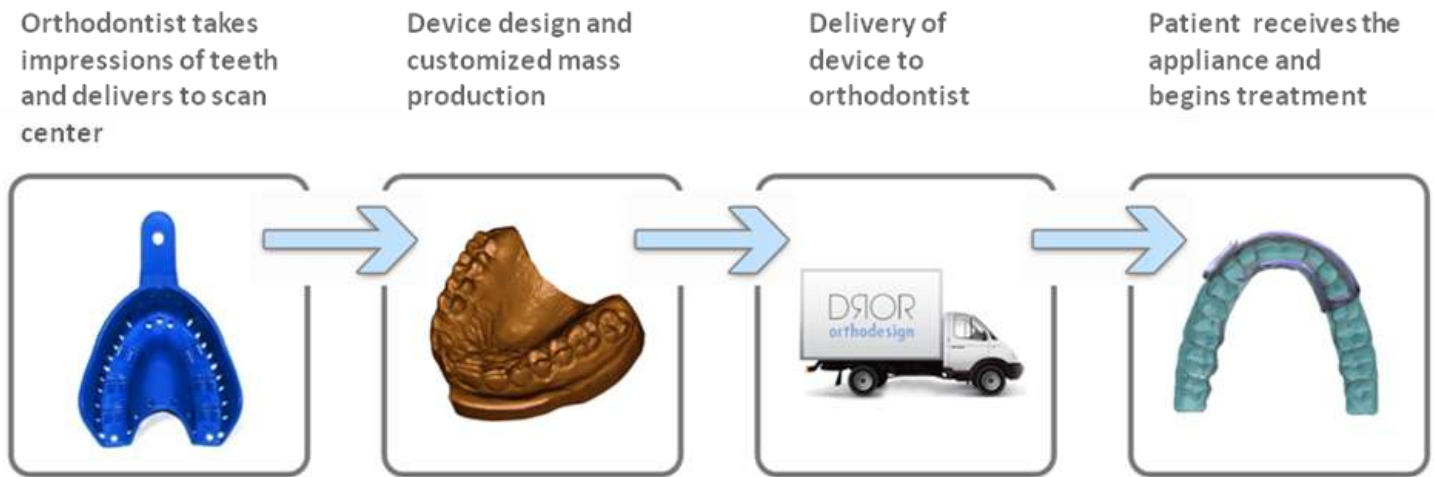 Orthodontist takes
impressions of teeth
and delivers to scan
center
Device design and
customized mass
production
Delivery of
device to
orthodontist
Patient receives the
appliance and
begins treatment
DЯOR
orthodesign